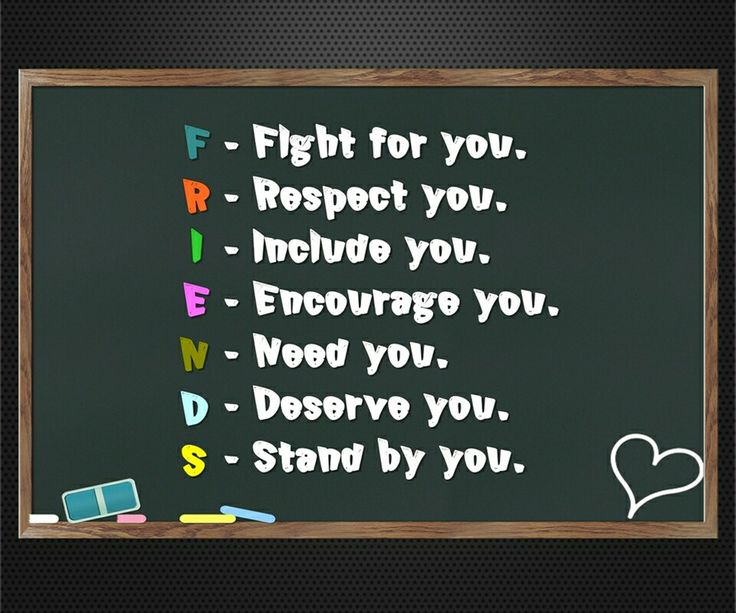 F - Fight for you.
R - Respect you.
I - Include you.
E - Encourage you.
N - Need you.
D - Deserve you.
S - Stand by you.